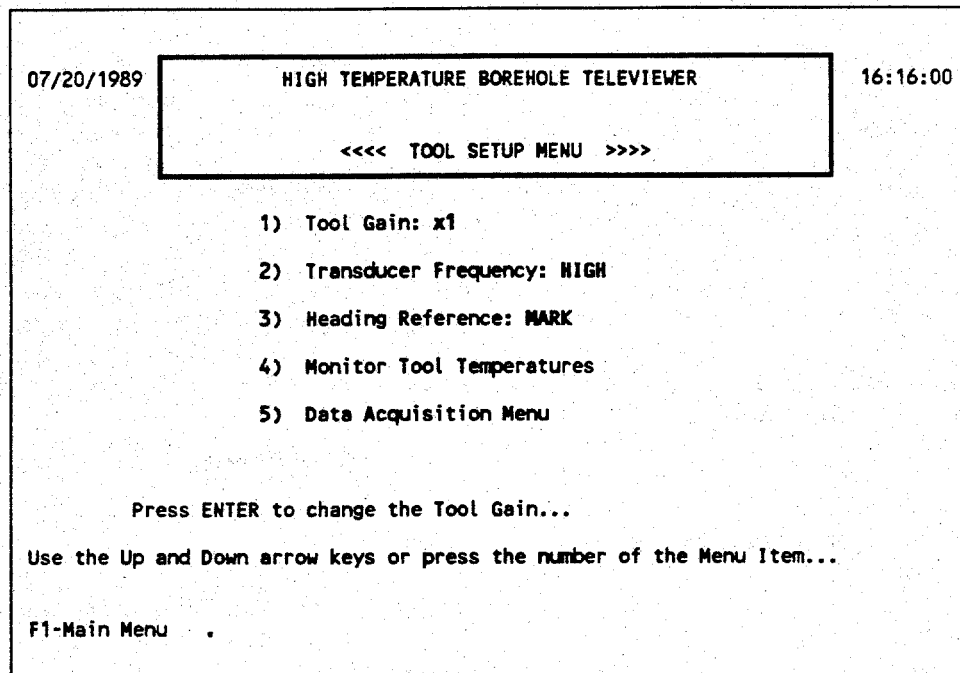 07/20/1989 HIGH TEMPERATURE BOREHOLE TELEVIEWER 16:16:00
<<<< TOOL SETUP MENU >>>>
1) Tool Gain: x1
2) Transducer Frequency: HIGH
3) Heading Reference: MARK
4) Monitor Tool Temperatures
5) Data Acquisition Menu
Press ENTER to change the Tool Gain...
Use the Up and Down arrow keys or press the number of the Menu Item...
F1-Main Menu .